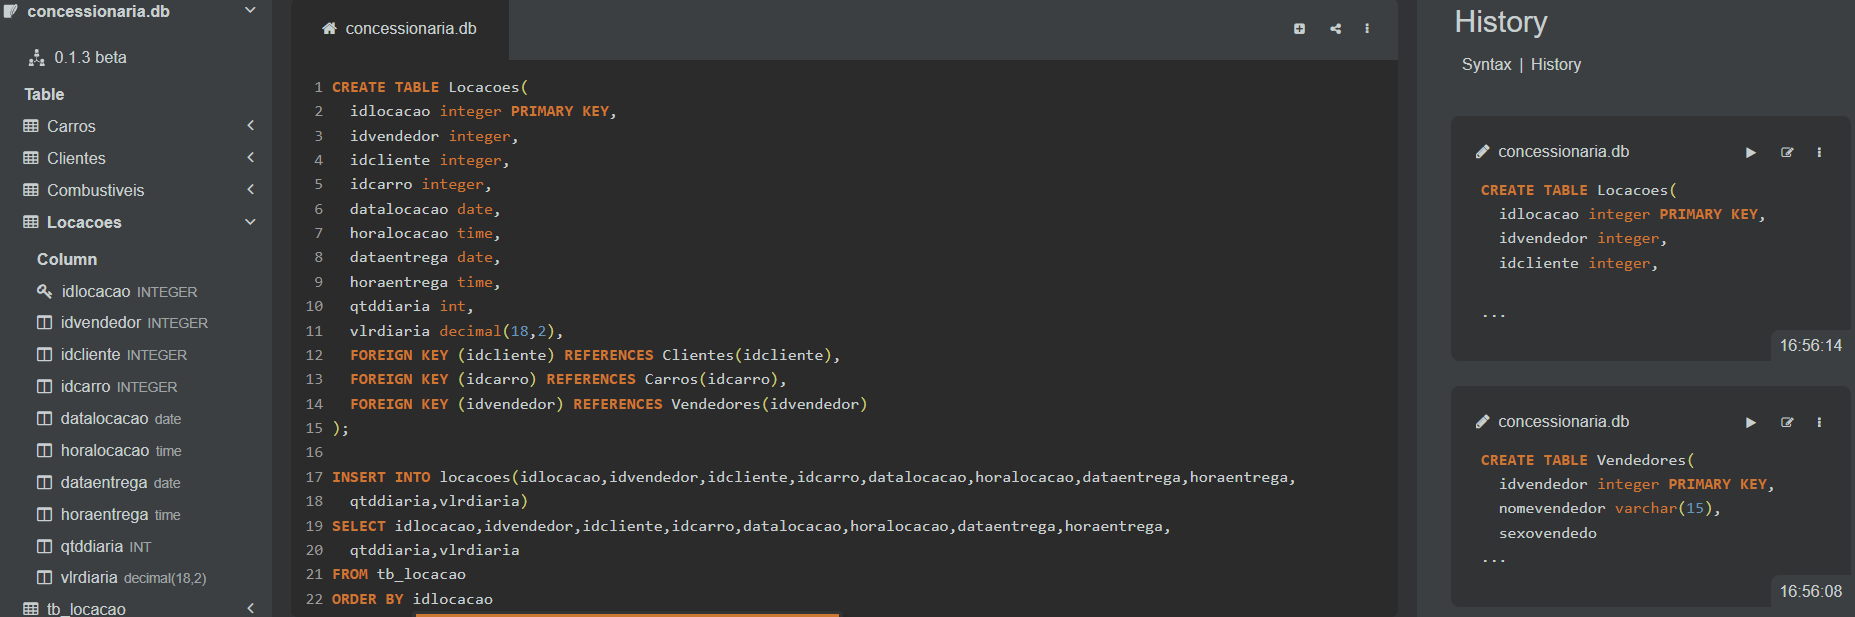 concessionaria.db
0.1.3 beta
Table
Carros
Clientes
Combustiveis
Locacoes
Column
idlocacao INTEGER
idvendedor INTEGER
idcliente INTEGER
idcarro INTEGER
datalocacao date
horalocacao time
dataentrega date
horaentrega time
qtddiaria INT
vlrdiaria decimal(18,2)
tb_locacao
concessionaria.db
1 CREATE TABLE Locacoes(
2 idlocacao integer PRIMARY KEY,
3 idvendedor integer,
4 idcliente integer,
5 idcarro integer,
6 datalocacao date,
7 horalocacao time,
8 dataentrega date,
9 horaentrega time,
10 qtddiaria int,
11 vlrdiaria decimal(18,2),
12 FOREIGN KEY (idcliente) REFERENCES Clientes(idcliente),
13 FOREIGN KEY (idcarro) REFERENCES Carros(idcarro),
14 FOREIGN KEY (idvendedor) REFERENCES Vendedores(idvendedor)
15 );
16
17 INSERT INTO locacoes(idlocacao,idvendedor,idcliente,idcarro,datalocacao,horalocacao,dataentrega,horaentrega,
18 qtddiaria,vlrdiaria)
19 SELECT idlocacao,idvendedor,idcliente,idcarro,datalocacao,horalocacao,dataentrega,horaentrega,
20 qtddiaria,vlrdiaria
21 FROM tb_locacao
22 ORDER BY idlocacao
History
Syntax | History
concessionaria.db
CREATE TABLE Locacoes(
idlocacao integer PRIMARY KEY,
idvendedor integer,
idcliente integer,
...
16:56:14
concessionaria.db
CREATE TABLE Vendedores(
idvendedor integer PRIMARY KEY,
nomevendedor varchar(15),
sexovendedo
...
16:56:08